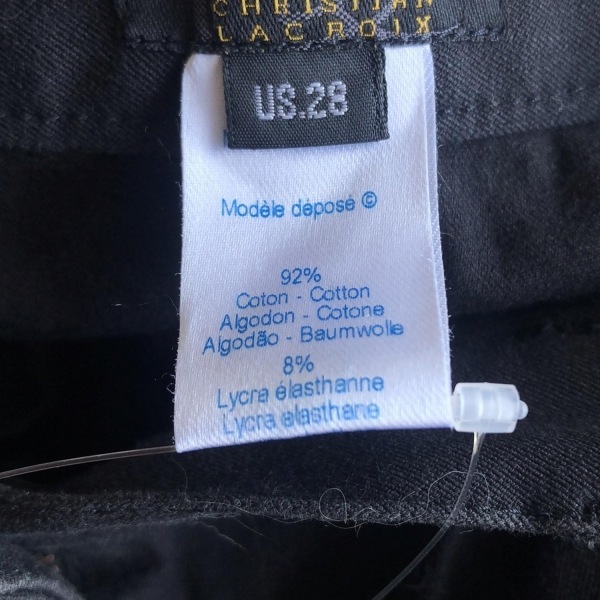 CHRISTIAN
LACROIX
US.28
Modèle déposé ©
92%
Coton - Cotton
Algodon - Cotone
Algodão - Baumwolle
8%
Lycra élasthanne
Lycra elasthane